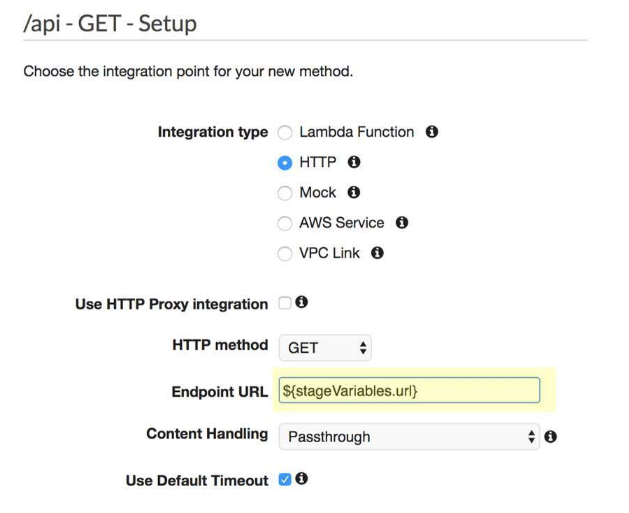 /api - GET - Setup
Choose the integration point for your new method.
Integration type
Lambda Function
HTTP
Mock
AWS Service
VPC Link
Use HTTP Proxy integration
HTTP method GET
Endpoint URL ${stageVariables.url}
Content Handling Passthrough
Use Default Timeout